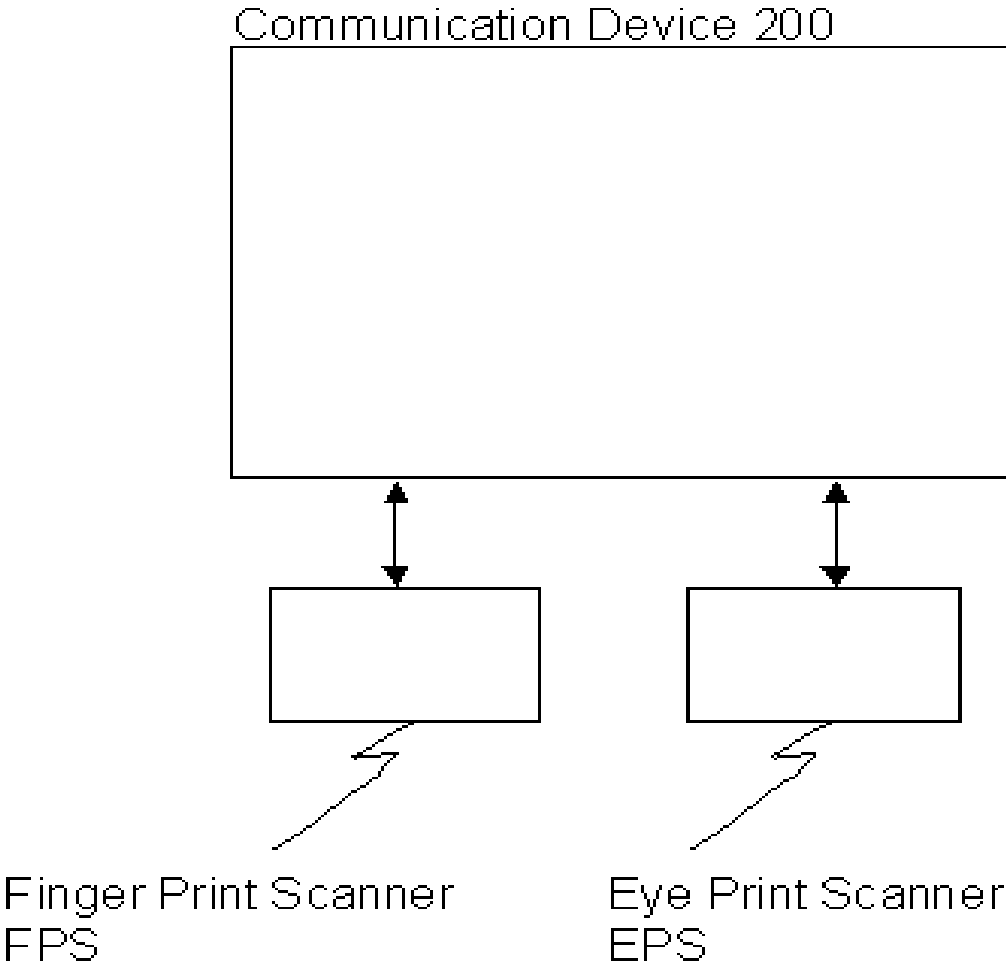 Communication Device 200
Finger Print Scanner
FPS
Eye Print Scanner
EPS